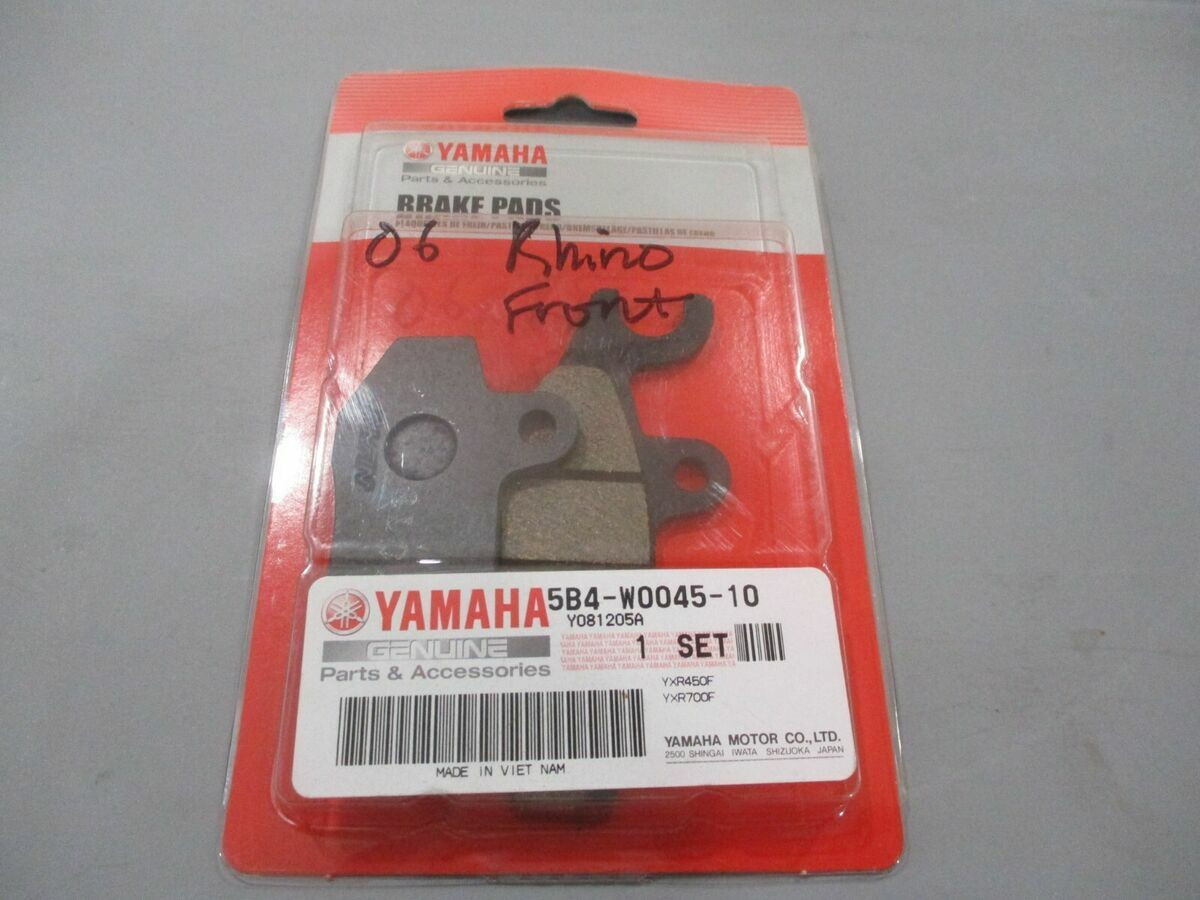 YAMAHA
GENUINE
Parts & Accessories
BRAKE PADS
06 Rhino
Front
YAMAHA 5B4-W0045-10
Y081205A
GENUINE
1 SET
Parts & Accessories
YXR450F
YXR700F
YAMAHA MOTOR CO.,LTD.
2500 SHINGAI IWATA SHIZUOKA JAPAN
MADE IN VIET NAM